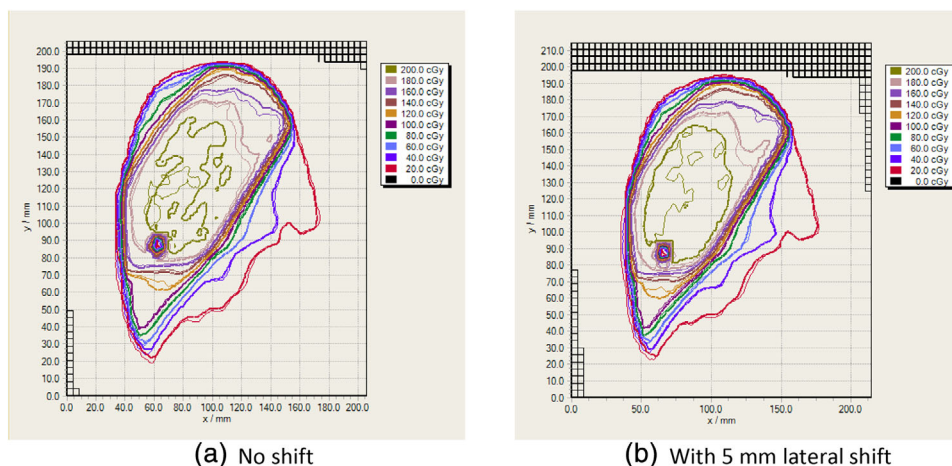 200.0
190.0
180.0
170.0
160.0
150.0
140.0
130.0
120.0
110.0
100.0
90.0
80.0
70.0
60.0
50.0
40.0
30.0
20.0
10.0
0.0
y / mm
0.0 20.0 40.0 60.0 80.0 100.0 120.0 140.0 160.0 180.0 200.0
x / mm
200.0 cGy
180.0 cGy
160.0 cGy
140.0 cGy
120.0 cGy
100.0 cGy
80.0 cGy
60.0 cGy
40.0 cGy
20.0 cGy
0.0 cGy
(a) No shift
210.0
200.0
190.0
180.0
170.0
160.0
150.0
140.0
130.0
120.0
110.0
100.0
90.0
80.0
70.0
60.0
50.0
40.0
30.0
20.0
10.0
0.0
y / mm
0.0 50.0 100.0 150.0 200.0
x / mm
200.0 cGy
180.0 cGy
160.0 cGy
140.0 cGy
120.0 cGy
100.0 cGy
80.0 cGy
60.0 cGy
40.0 cGy
20.0 cGy
0.0 cGy
(b) With 5 mm lateral shift